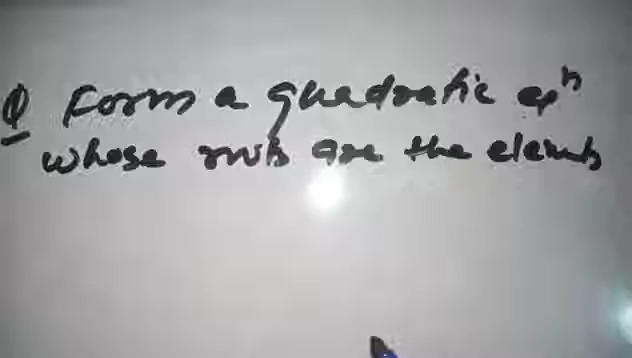 Q Form a quadratic eqn
whose roots are the elements